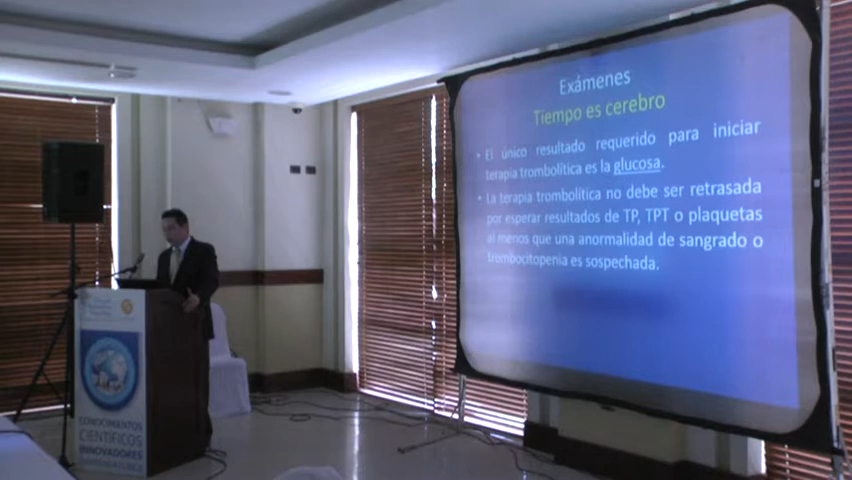 Exámenes
Tiempo es cerebro
• El único resultado requerido para iniciar
terapia trombolítica es la glucosa.
• La terapia trombolítica no debe ser retrasada
por esperar resultados de TP, TPT o plaquetas
al menos que una anormalidad de sangrado o
trombocitopenia es sospechada.
CONOCIMIENTOS
CIENTÍFICOS
INNOVADORES